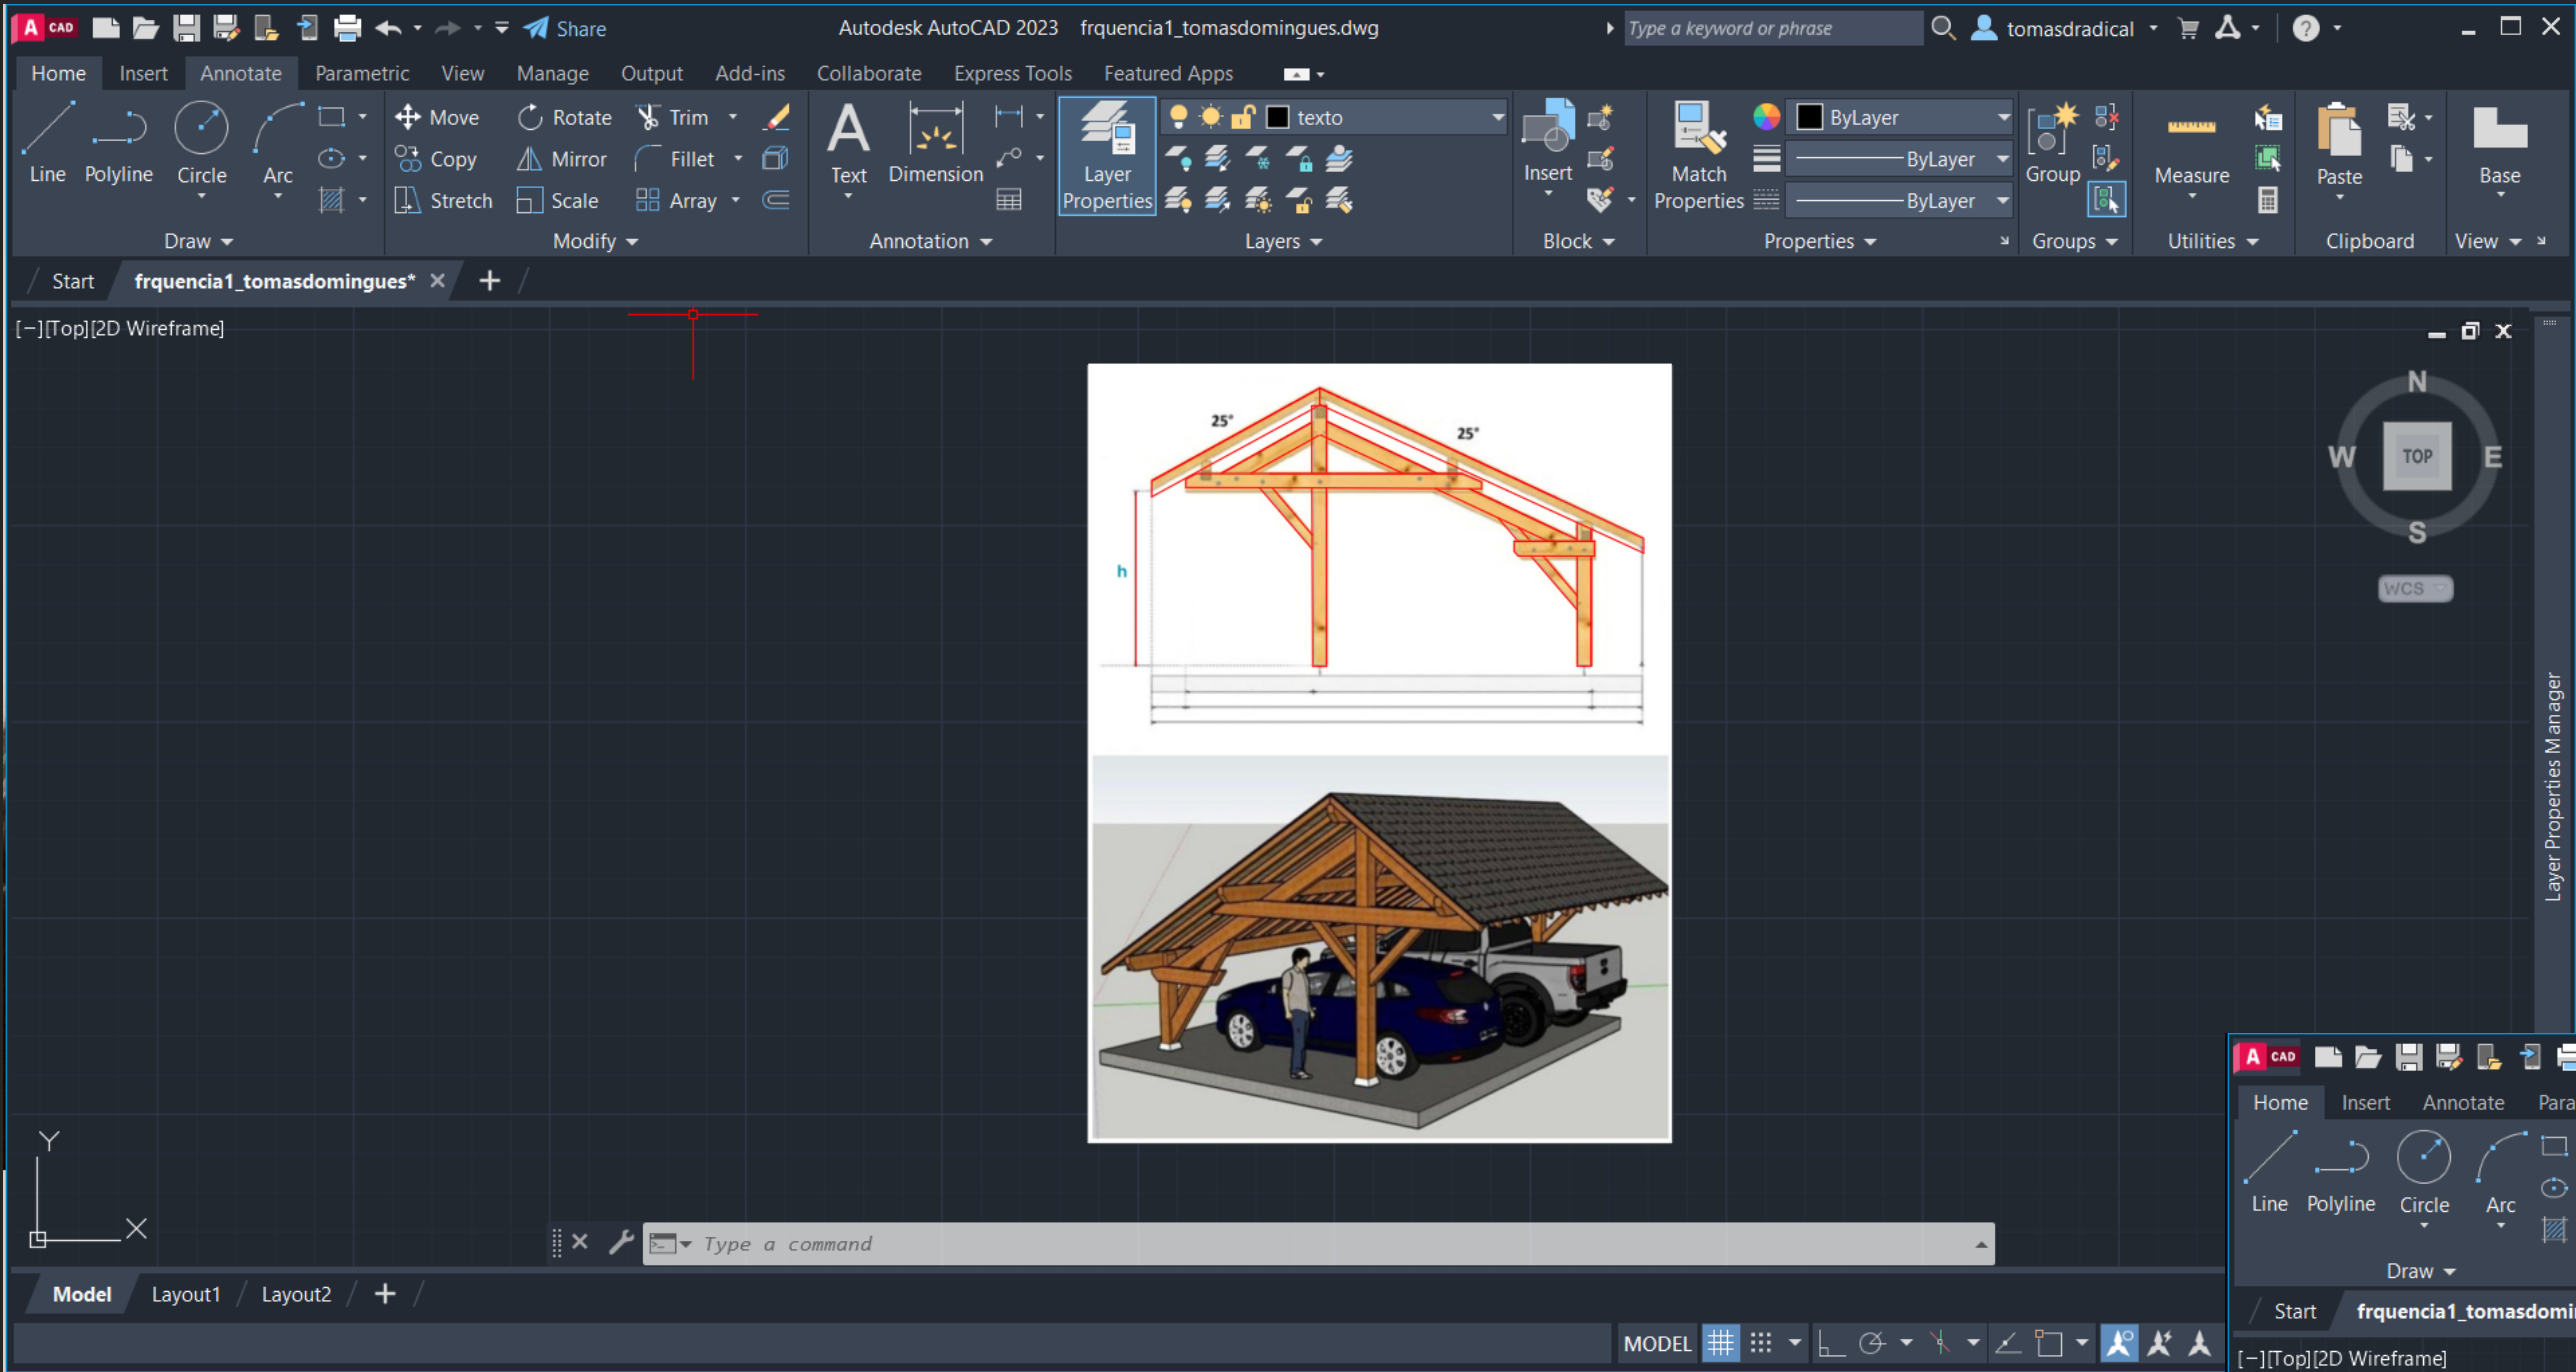 A CAD Share Autodesk AutoCAD 2023 frquencia1_tomasdomingues.dwg Type a keyword or phrase tomasdradical ?
Home Insert Annotate Parametric View Manage Output Add-ins Collaborate Express Tools Featured Apps
Line Polyline Circle Arc
Move Rotate Trim
Copy Mirror Fillet
Stretch Scale Array
A Text Dimension
Layer Properties
texto
Insert
Match Properties
ByLayer
ByLayer
ByLayer
Group
Measure
Paste
Base
Draw Modify Annotation Layers Block Properties Groups Utilities Clipboard View
Start frquencia1_tomasdomingues* +
[−][Top][2D Wireframe]
N
W TOP E
S
WCS
25°
25°
h
Layer Properties Manager
Y
X
Type a command
Model Layout1 Layout2 +
MODEL
A CAD
Home Insert Annotate Para
Line Polyline Circle Arc
Draw
Start frquencia1_tomasdomi
[−][Top][2D Wireframe]